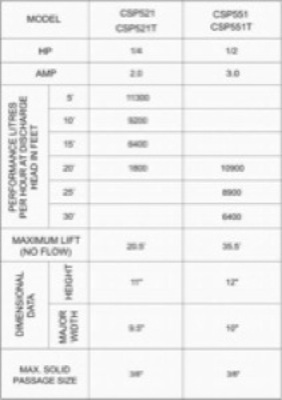 MODEL CSP521 CSP521T CSP551 CSP551T
HP 1/4 1/2
AMP 2.0 3.0
PERFORMANCE LITRES PER HOUR AT DISCHARGE HEAD IN FEET
5' 11300
10' 9200
15' 6400
20' 1800 10900
25' 8900
30' 6400
MAXIMUM LIFT (NO FLOW) 20.5' 35.5'
DIMENSIONAL DATA
HEIGHT 11" 12"
MAJOR WIDTH 9.5" 10"
MAX. SOLID PASSAGE SIZE 3/8" 3/8"